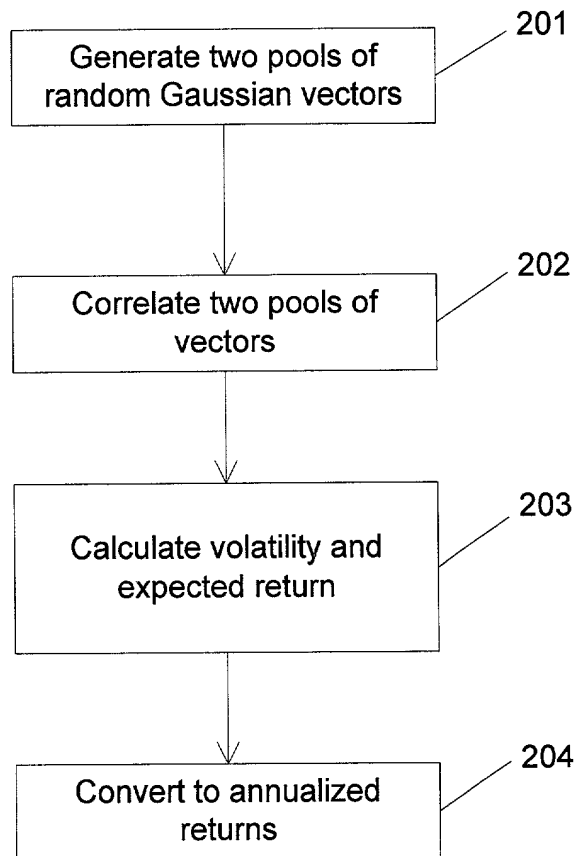 201
Generate two pools of
random Gaussian vectors
202
Correlate two pools of
vectors
203
Calculate volatility and
expected return
204
Convert to annualized
returns